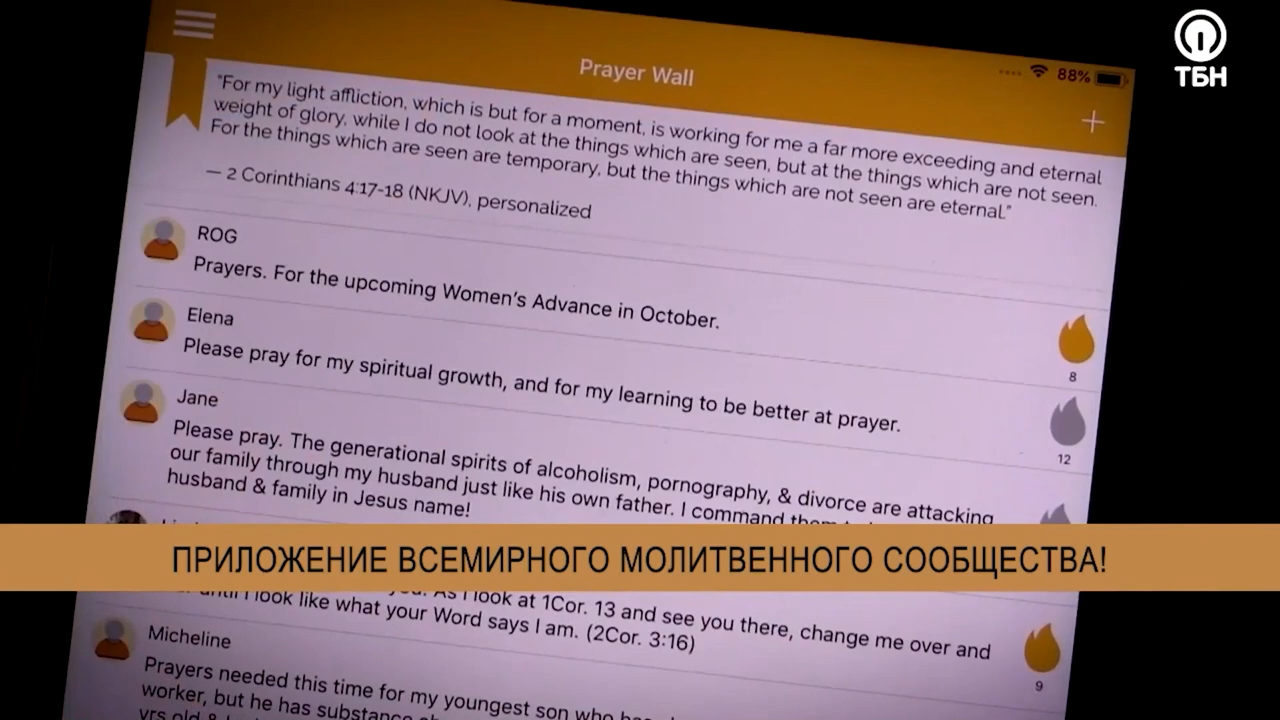 Prayer Wall
88%
ТБН
+
"For my light affliction, which is but for a moment, is working for me a far more exceeding and eternal
weight of glory, while I do not look at the things which are seen, but at the things which are not seen.
For the things which are seen are temporary, but the things which are not seen are eternal."
— 2 Corinthians 4:17-18 (NKJV), personalized
ROG
Prayers. For the upcoming Women's Advance in October.
8
Elena
Please pray for my spiritual growth, and for my learning to be better at prayer.
12
Jane
Please pray. The generational spirits of alcoholism, pornography, & divorce are attacking
our family through my husband just like his own father. I command
husband & family in Jesus name!
ПРИЛОЖЕНИЕ ВСЕМИРНОГО МОЛИТВЕННОГО СООБЩЕСТВА!
As I look at 1Cor. 13 and see you there, change me over and
until I look like what your Word says I am. (2Cor. 3:16)
9
Micheline
Prayers needed this time for my youngest son who
worker, but he has substance
yrs old &